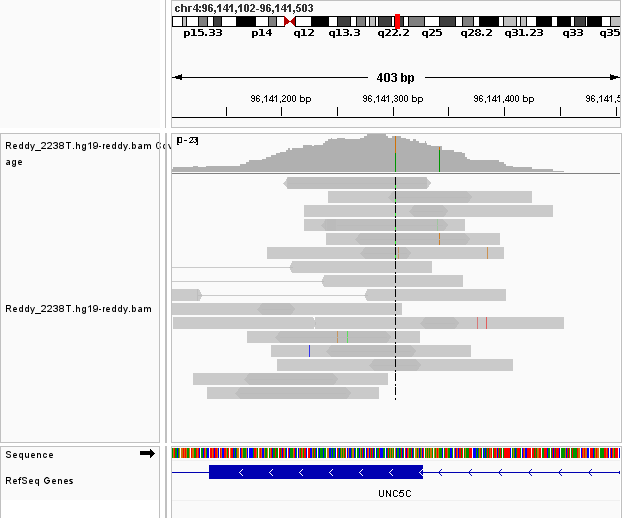 chr4:96,141,102-96,141,503
p15.33 p14 q12 q13.3 q22.2 q25 q28.2 q31.23 q33 q35
403 bp
96,141,200 bp 96,141,300 bp 96,141,400 bp 96,141,5
Reddy_2238T.hg19-reddy.bam Cov
age
[0-23]
Reddy_2238T.hg19-reddy.bam
Sequence
RefSeq Genes
UNC5C